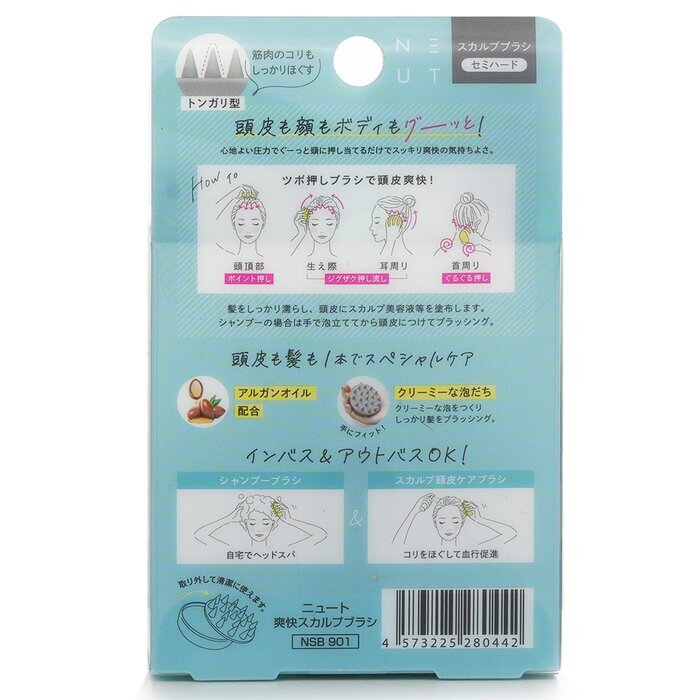 筋肉のコリも
しっかりほぐす
トンガリ型
NE
UT
スカルプブラシ
セミハード
頭皮も顔もボディもグーッと!
心地よい圧力でぐーっと頭に押し当てるだけでスッキリ爽快の気持ちよさ。
How To
ツボ押しブラシで頭皮爽快!
頭頂部
生え際
耳周り
首周り
ポイント押し
ジグザグ押し流し
ぐるぐる押し
髪をしっかり濡らし、頭皮にスカルプ美容液等を塗布します。
シャンプーの場合は手で泡立ててから頭皮につけてブラッシング。
頭皮も髪も1本でスペシャルケア
アルガンオイル
配合
クリーミーな泡だち
クリーミーな泡をつくり
しっかり髪をブラッシング。
手にフィット!
インバス&アウトバスOK!
シャンプーブラシ
自宅でヘッドスパ
&
スカルプ頭皮ケアブラシ
コリをほぐして血行促進
取り外して清潔に使えます。
ニュート
爽快スカルプブラシ
NSB 901
4 573225 280442